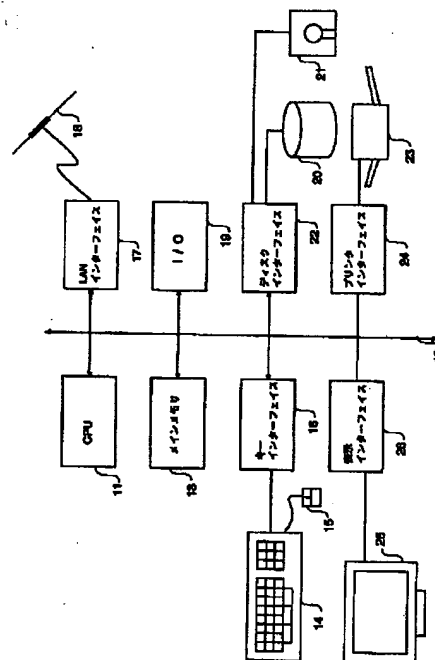 18
LAN
インターフェイス
17
I/O
19
21
20
ディスク
インターフェイス
22
23
プリンタ
インターフェイス
24
CPU
11
メインメモリ
13
キー
インターフェイス
16
15
14
表示
インターフェイス
26
25